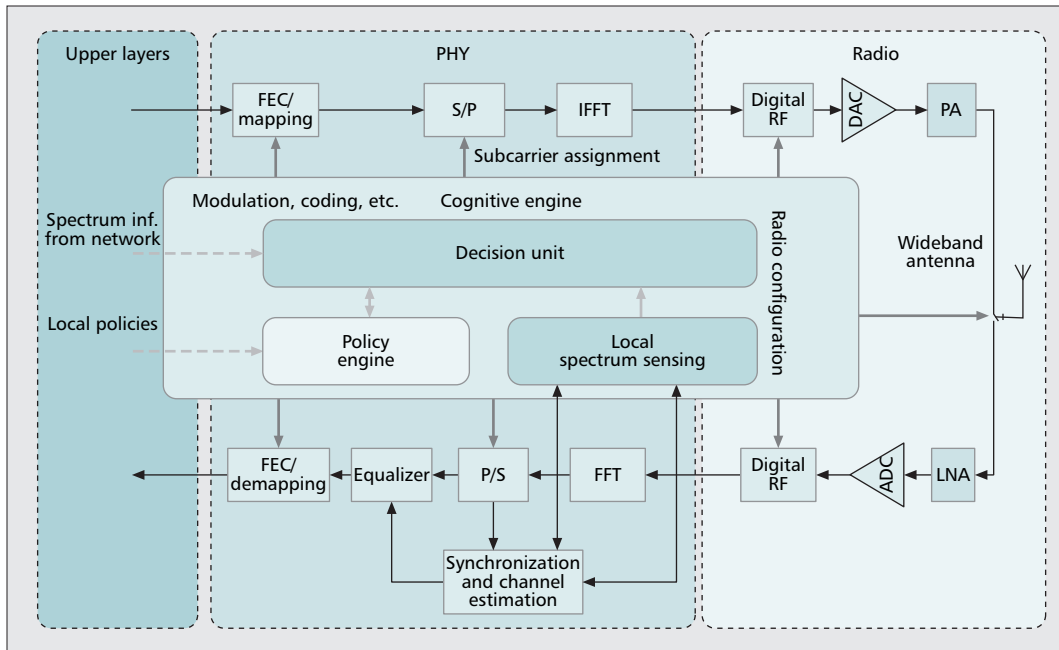 Upper layers
PHY
Radio
FEC/
mapping
S/P
IFFT
Digital
RF
DAC
PA
Subcarrier assignment
Modulation, coding, etc.
Cognitive engine
Spectrum inf.
from network
Decision unit
Radio configuration
Wideband
antenna
Local policies
Policy
engine
Local
spectrum sensing
FEC/
demapping
Equalizer
P/S
FFT
Digital
RF
ADC
LNA
Synchronization
and channel
estimation